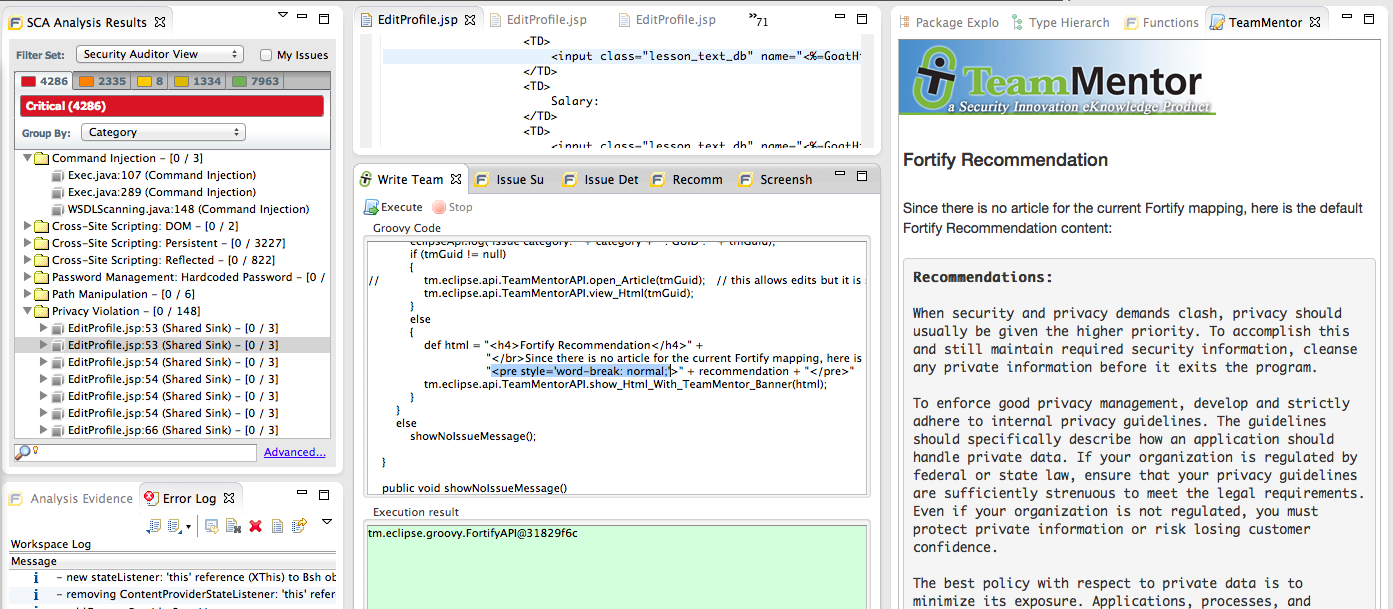 SCA Analysis Results
Filter Set: Security Auditor View My Issues
4286 2335 8 1334 7963
Critical (4286)
Group By: Category
Command Injection – [0 / 3]
Exec.java:107 (Command Injection)
Exec.java:289 (Command Injection)
WSDLScanning.java:148 (Command Injection)
Cross-Site Scripting: DOM – [0 / 2]
Cross-Site Scripting: Persistent – [0 / 3227]
Cross-Site Scripting: Reflected – [0 / 822]
Password Management: Hardcoded Password – [0 /
Path Manipulation – [0 / 6]
Privacy Violation – [0 / 148]
EditProfile.jsp:53 (Shared Sink) – [0 / 3]
EditProfile.jsp:53 (Shared Sink) – [0 / 3]
EditProfile.jsp:54 (Shared Sink) – [0 / 3]
EditProfile.jsp:54 (Shared Sink) – [0 / 3]
EditProfile.jsp:54 (Shared Sink) – [0 / 3]
EditProfile.jsp:54 (Shared Sink) – [0 / 3]
EditProfile.jsp:66 (Shared Sink) – [0 / 3]
Advanced...
Analysis Evidence Error Log
Workspace Log
Message
– new stateListener: 'this' reference (XThis) to Bsh ob
– removing ContentProviderStateListener: 'this' refer
EditProfile.jsp EditProfile.jsp EditProfile.jsp »71
<TD>
<input class="lesson_text_db" name="<%=GoatH
</TD>
<TD>
Salary:
</TD>
<TD>
<input class="lesson_text_db" name="<%=GoatH
Write Team Issue Su Issue Det Recomm Screensh
Execute Stop
Groovy Code
eclipseApi.log("Issue category: " + category + " : GUID : " + tmGuid);
if (tmGuid != null)
{
// tm.eclipse.api.TeamMentorAPI.open_Article(tmGuid); // this allows edits but it is
tm.eclipse.api.TeamMentorAPI.view_Html(tmGuid);
}
else
{
def html = "<h4>Fortify Recommendation</h4>" +
"</br>Since there is no article for the current Fortify mapping, here is
"<pre style='word-break: normal;'>" + recommendation + "</pre>"
tm.eclipse.api.TeamMentorAPI.show_Html_With_TeamMentor_Banner(html);
}
}
else
showNoIssueMessage();
}
public void showNoIssueMessage()
Execution result
tm.eclipse.groovy.FortifyAPI@31829f6c
Package Explo Type Hierarch Functions TeamMentor
TeamMentor
a Security Innovation eKnowledge Product
Fortify Recommendation
Since there is no article for the current Fortify mapping, here is the default
Fortify Recommendation content:
Recommendations:
When security and privacy demands clash, privacy should
usually be given the higher priority. To accomplish this
and still maintain required security information, cleanse
any private information before it exits the program.
To enforce good privacy management, develop and strictly
adhere to internal privacy guidelines. The guidelines
should specifically describe how an application should
handle private data. If your organization is regulated by
federal or state law, ensure that your privacy guidelines
are sufficiently strenuous to meet the legal requirements.
Even if your organization is not regulated, you must
protect private information or risk losing customer
confidence.
The best policy with respect to private data is to
minimize its exposure. Applications, processes, and